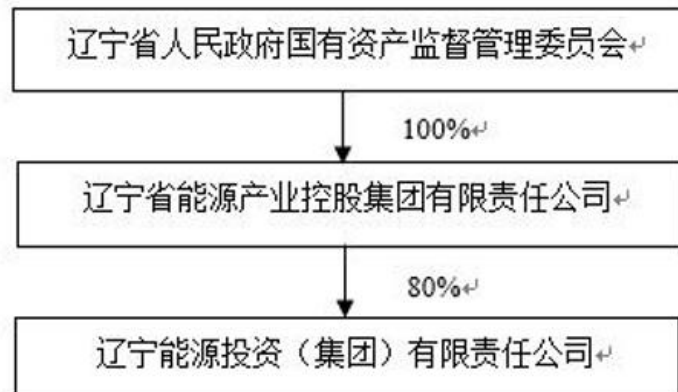 辽宁省人民政府国有资产监督管理委员会↵
100%↵
辽宁省能源产业控股集团有限责任公司↵
80%↵
辽宁能源投资（集团）有限责任公司↵